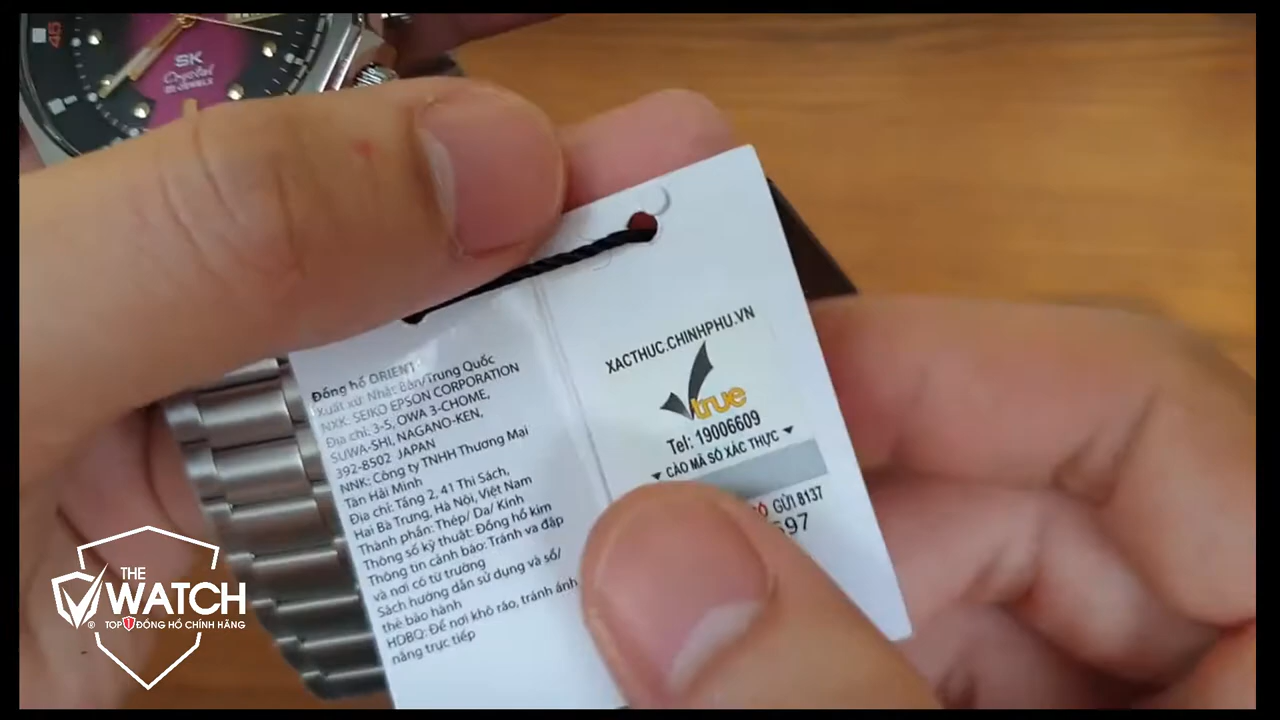 45
SK
Crystal
21 JEWELS
Đồng hồ ORIENT
Xuất xứ: Nhật Bản/Trung Quốc
NXK: SEIKO EPSON CORPORATION
Địa chỉ: 3-5, OWA 3-CHOME,
SUWA-SHI, NAGANO-KEN,
392-8502 JAPAN
NNK: Công ty TNHH Thương Mại
Tân Hải Minh
Địa chỉ: Tầng 2, 41 Thi Sách,
Hai Bà Trưng, Hà Nội, Việt Nam
Thành phần: Thép/ Da/ Kính
Thông số kỹ thuật: Đồng hồ kim
Thông tin cảnh báo: Tránh va đập
và nơi có từ trường
Sách hướng dẫn sử dụng và số/
thẻ bảo hành
HDBQ: Để nơi khô ráo, tránh ánh
nắng trực tiếp
XACTHUC.CHINHPHU.VN
Vtrue
Tel: 19006609
▼ CÀO MÃ SỐ XÁC THỰC ▼
GỬI 8137
697
THE
WATCH
®
TOP 1 ĐỒNG HỒ CHÍNH HÃNG